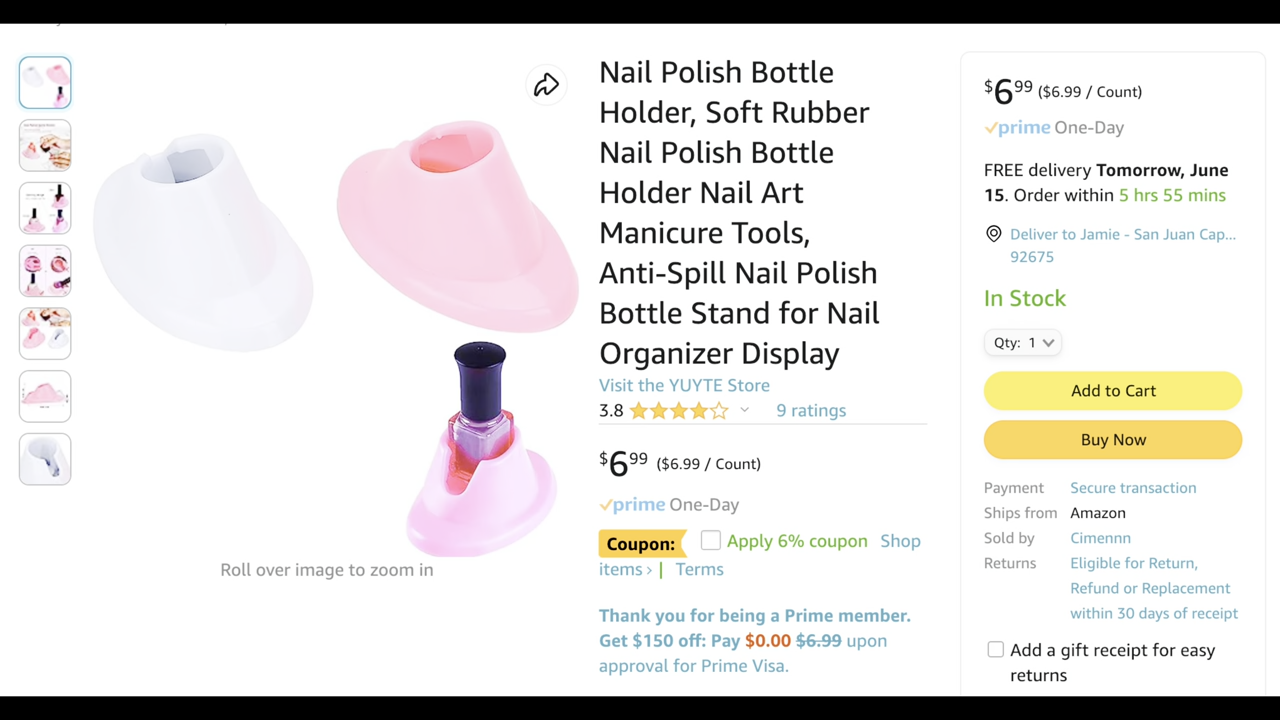 Nail Polish Bottle
Holder, Soft Rubber
Nail Polish Bottle
Holder Nail Art
Manicure Tools,
Anti-Spill Nail Polish
Bottle Stand for Nail
Organizer Display
Visit the YUYTE Store
3.8 9 ratings
$6.99 ($6.99 / Count)
prime One-Day
Coupon: Apply 6% coupon Shop
items › | Terms
Thank you for being a Prime member.
Get $150 off: Pay $0.00 $6.99 upon
approval for Prime Visa.
Roll over image to zoom in
$6.99 ($6.99 / Count)
prime One-Day
FREE delivery Tomorrow, June
15. Order within 5 hrs 55 mins
Deliver to Jamie - San Juan Cap...
92675
In Stock
Qty: 1
Add to Cart
Buy Now
Payment Secure transaction
Ships from Amazon
Sold by Cimennn
Returns Eligible for Return,
Refund or Replacement
within 30 days of receipt
Add a gift receipt for easy
returns